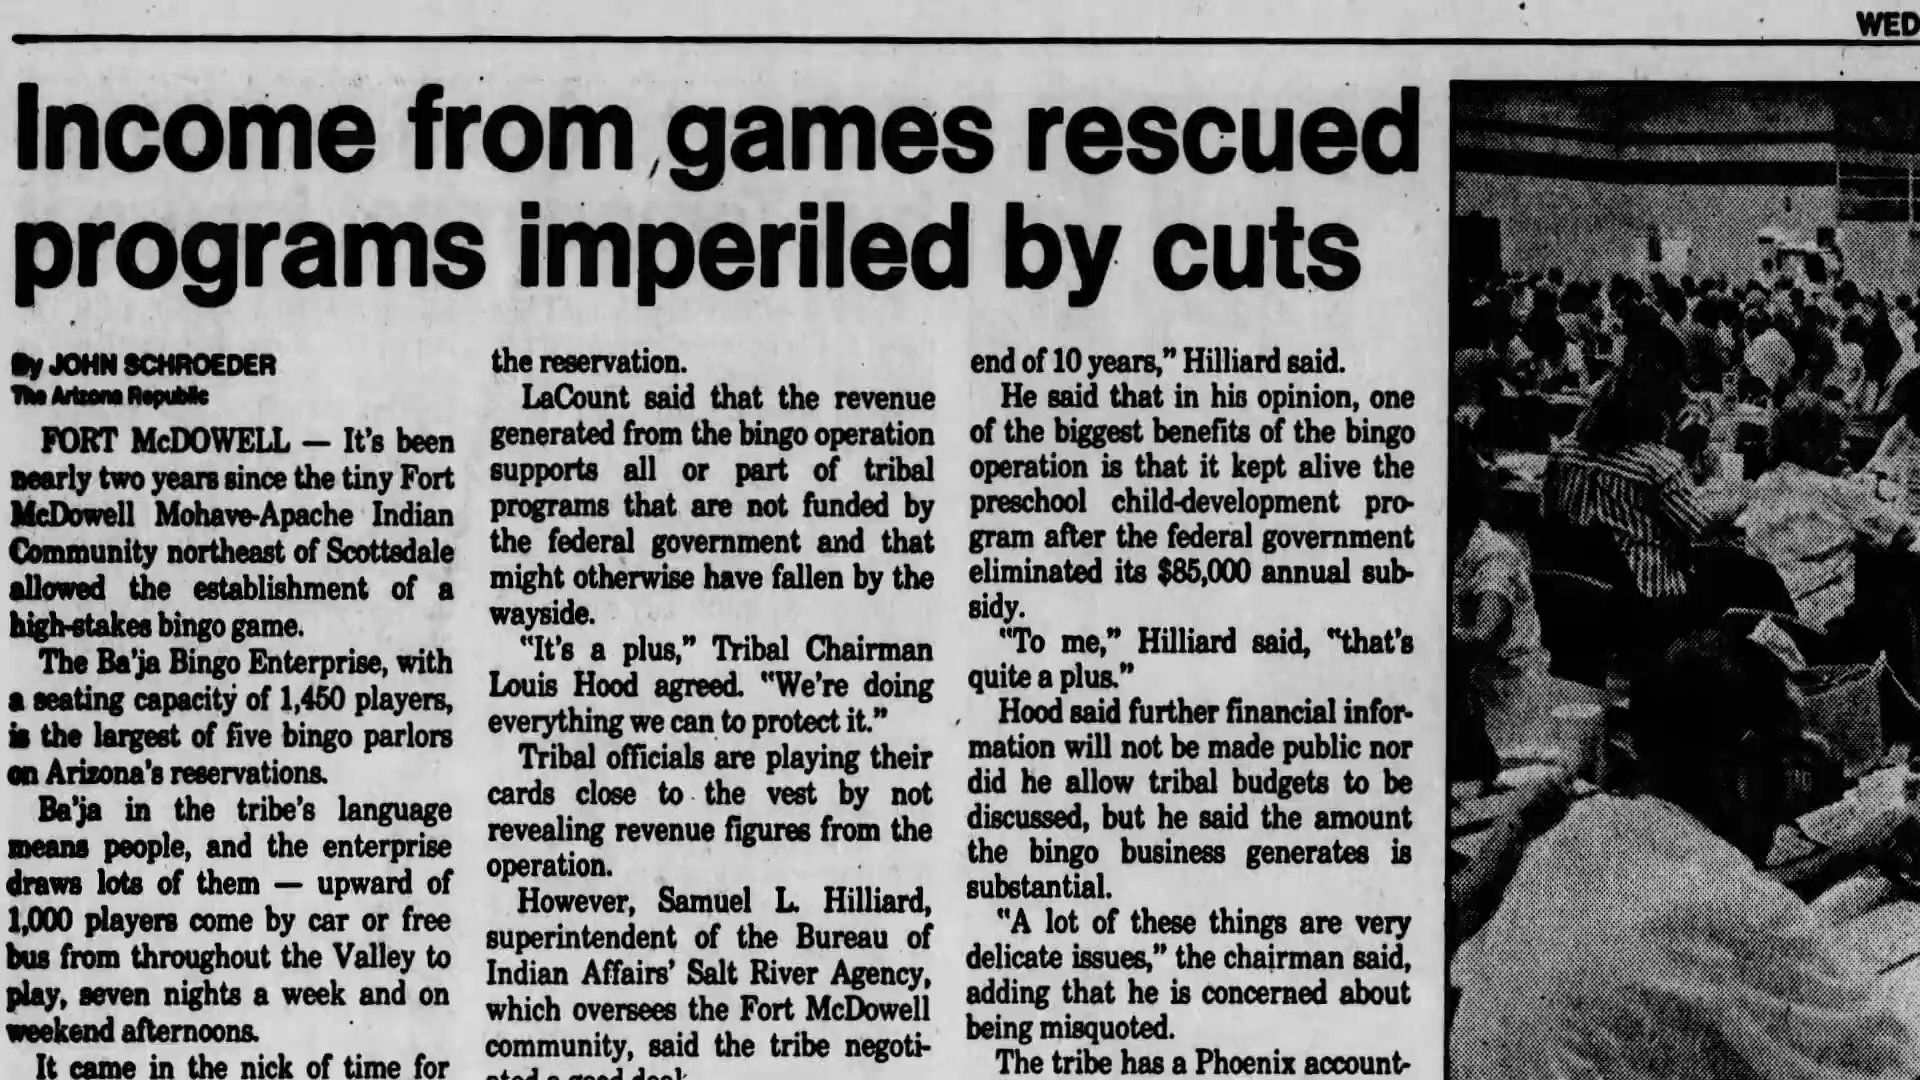 WED
Income from games rescued
programs imperiled by cuts
By JOHN SCHROEDER
The Arizona Republic
FORT McDOWELL — It's been
nearly two years since the tiny Fort
McDowell Mohave-Apache Indian
Community northeast of Scottsdale
allowed the establishment of a
high-stakes bingo game.
The Ba'ja Bingo Enterprise, with
a seating capacity of 1,450 players,
is the largest of five bingo parlors
on Arizona's reservations.
Ba'ja in the tribe's language
means people, and the enterprise
draws lots of them — upward of
1,000 players come by car or free
bus from throughout the Valley to
play, seven nights a week and on
weekend afternoons.
It came in the nick of time for
the reservation.
LaCount said that the revenue
generated from the bingo operation
supports all or part of tribal
programs that are not funded by
the federal government and that
might otherwise have fallen by the
wayside.
"It's a plus," Tribal Chairman
Louis Hood agreed. "We're doing
everything we can to protect it."
Tribal officials are playing their
cards close to the vest by not
revealing revenue figures from the
operation.
However, Samuel L. Hilliard,
superintendent of the Bureau of
Indian Affairs' Salt River Agency,
which oversees the Fort McDowell
community, said the tribe negoti-
ated a good deal.
end of 10 years," Hilliard said.
He said that in his opinion, one
of the biggest benefits of the bingo
operation is that it kept alive the
preschool child-development pro-
gram after the federal government
eliminated its $85,000 annual sub-
sidy.
"To me," Hilliard said, "that's
quite a plus."
Hood said further financial infor-
mation will not be made public nor
did he allow tribal budgets to be
discussed, but he said the amount
the bingo business generates is
substantial.
"A lot of these things are very
delicate issues," the chairman said,
adding that he is concerned about
being misquoted.
The tribe has a Phoenix account-